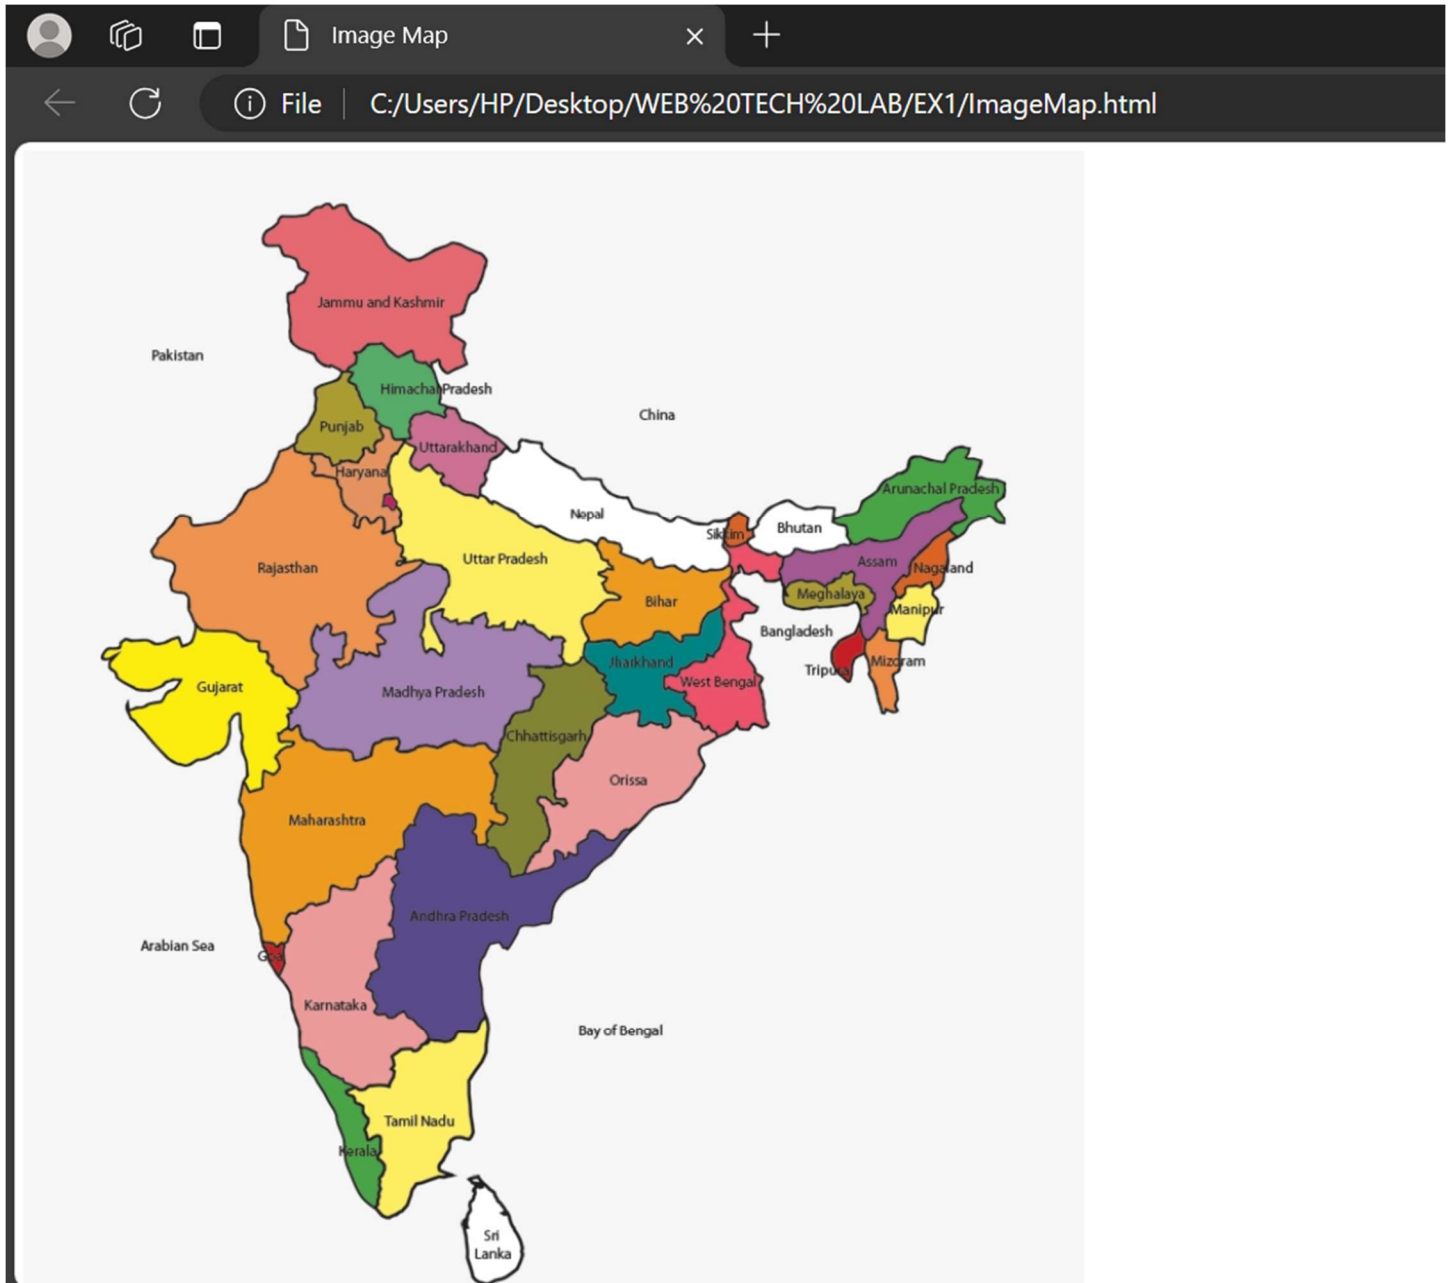 Image Map
File
C:/Users/HP/Desktop/WEB%20TECH%20LAB/EX1/ImageMap.html
Jammu and Kashmir
Pakistan
Himachal Pradesh
China
Punjab
Uttarakhand
Haryana
Arunachal Pradesh
Nepal
Sikkim
Bhutan
Uttar Pradesh
Assam
Rajasthan
Nagaland
Meghalaya
Bihar
Manipur
Bangladesh
Jharkhand
Mizoram
Tripura
West Bengal
Gujarat
Madhya Pradesh
Chhattisgarh
Orissa
Maharashtra
Andhra Pradesh
Arabian Sea
Goa
Karnataka
Bay of Bengal
Tamil Nadu
Kerala
Sri
Lanka